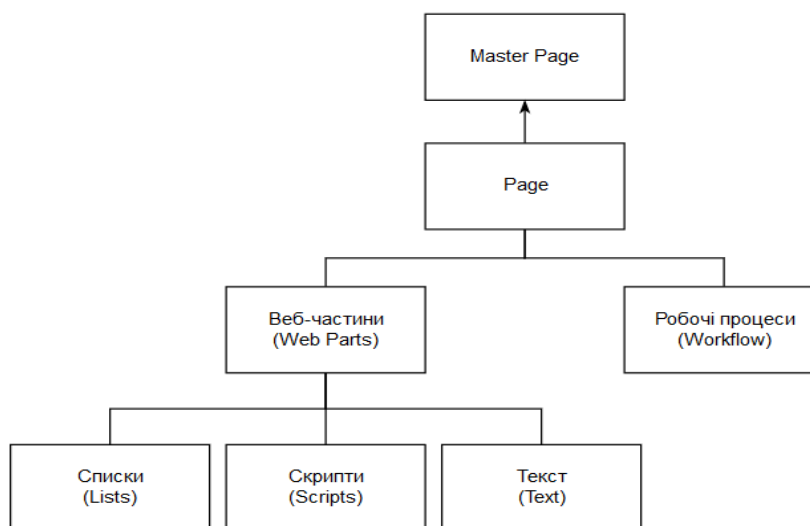 Master Page
Page
Веб-частини
(Web Parts)
Робочі процеси
(Workflow)
Списки
(Lists)
Скрипти
(Scripts)
Текст
(Text)